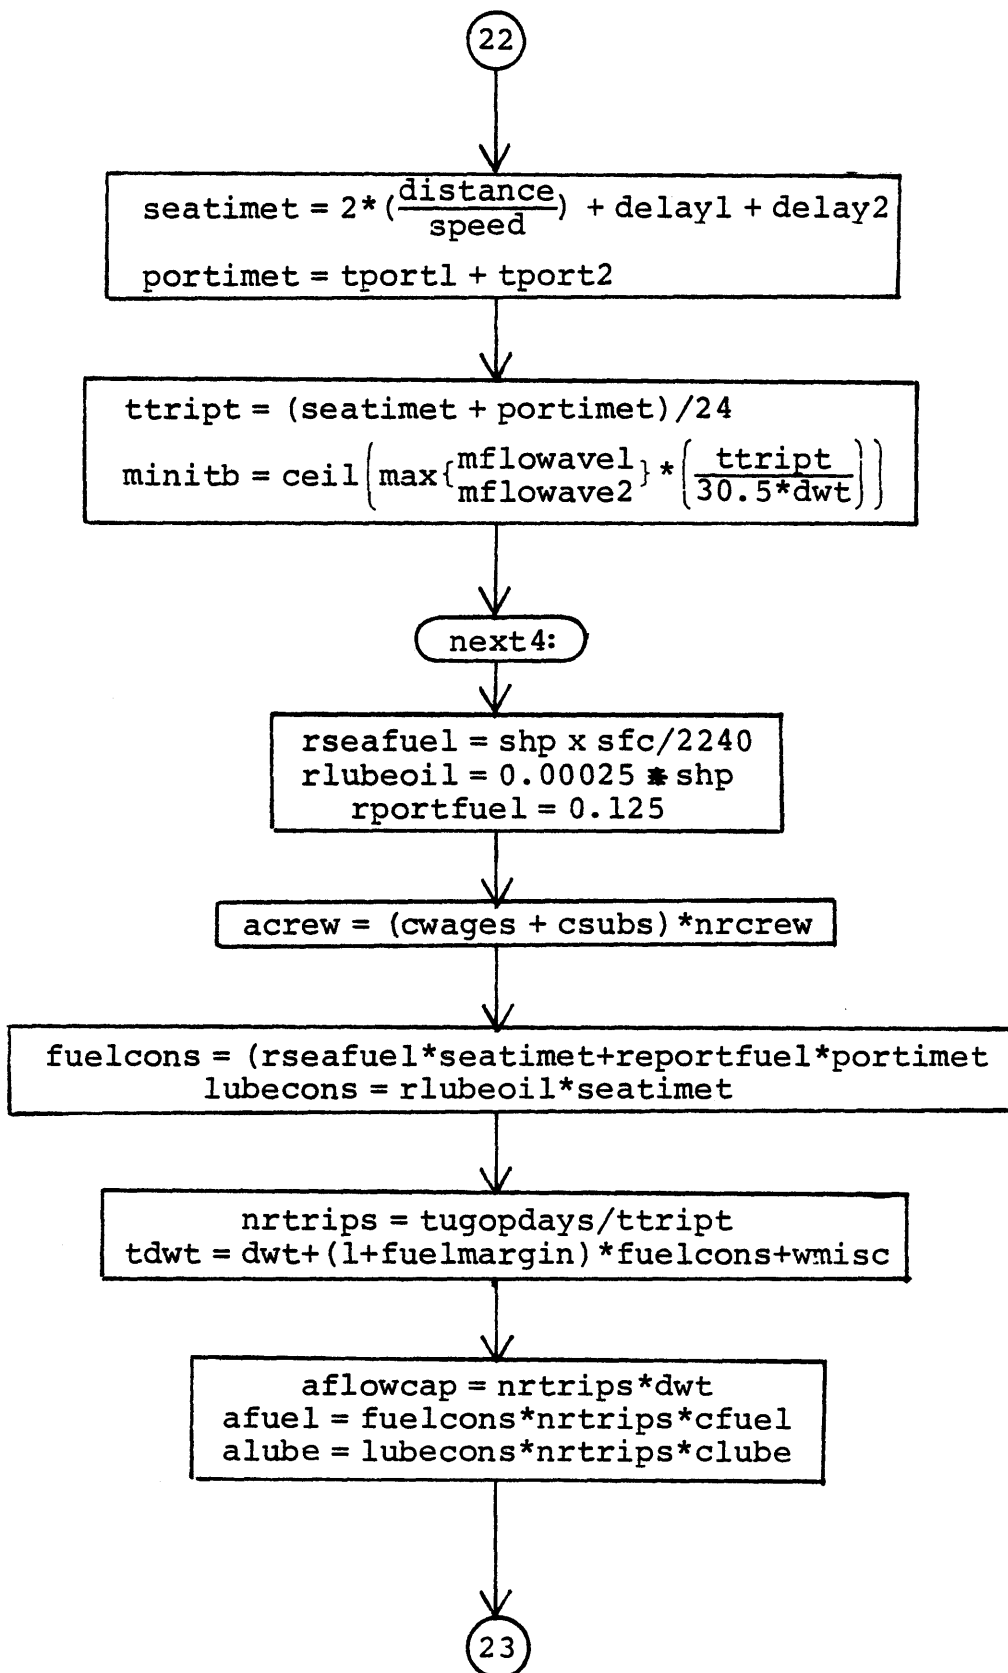 22
seatimet = 2*(distance/speed) + delay1 + delay2
portimet = tport1 + tport2
ttript = (seatimet + portimet)/24
minitb = ceil(max{mflowave1 mflowave2} * (ttript/30.5*dwt))
next4:
rseafuel = shp x sfc/2240
rlubeoil = 0.00025 * shp
rportfuel = 0.125
acrew = (cwages + csubs)*nrcrew
fuelcons = (rseafuel*seatimet+reportfuel*portimet
lubecons = rlubeoil*seatimet
nrtrips = tugopdays/ttript
tdwt = dwt+(1+fuelmargin)*fuelcons+wmisc
aflowcap = nrtrips*dwt
afuel = fuelcons*nrtrips*cfuel
alube = lubecons*nrtrips*clube
23